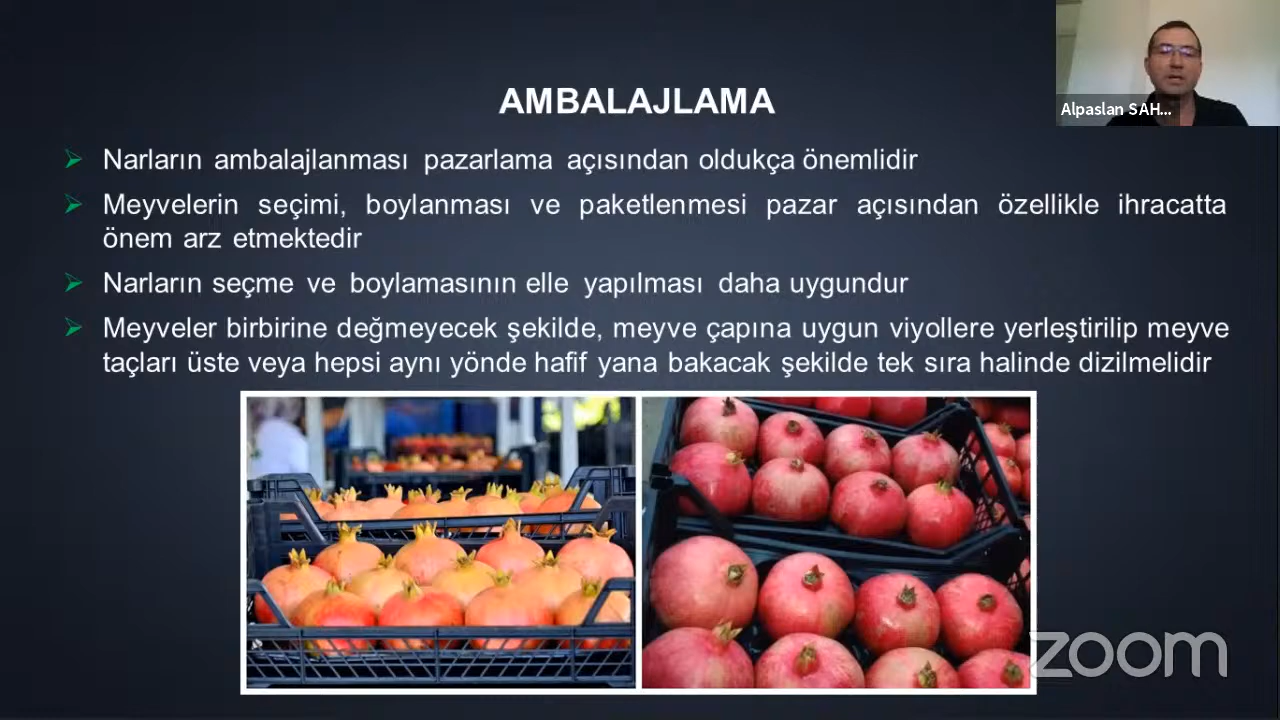 AMBALAJLAMA
Alpaslan SAH...
Narların ambalajlanması pazarlama açısından oldukça önemlidir
Meyvelerin seçimi, boylanması ve paketlenmesi pazar açısından özellikle ihracatta
önem arz etmektedir
Narların seçme ve boylamasının elle yapılması daha uygundur
Meyveler birbirine değmeyecek şekilde, meyve çapına uygun viyollere yerleştirilip meyve
taçları üste veya hepsi aynı yönde hafif yana bakacak şekilde tek sıra halinde dizilmelidir
zoom